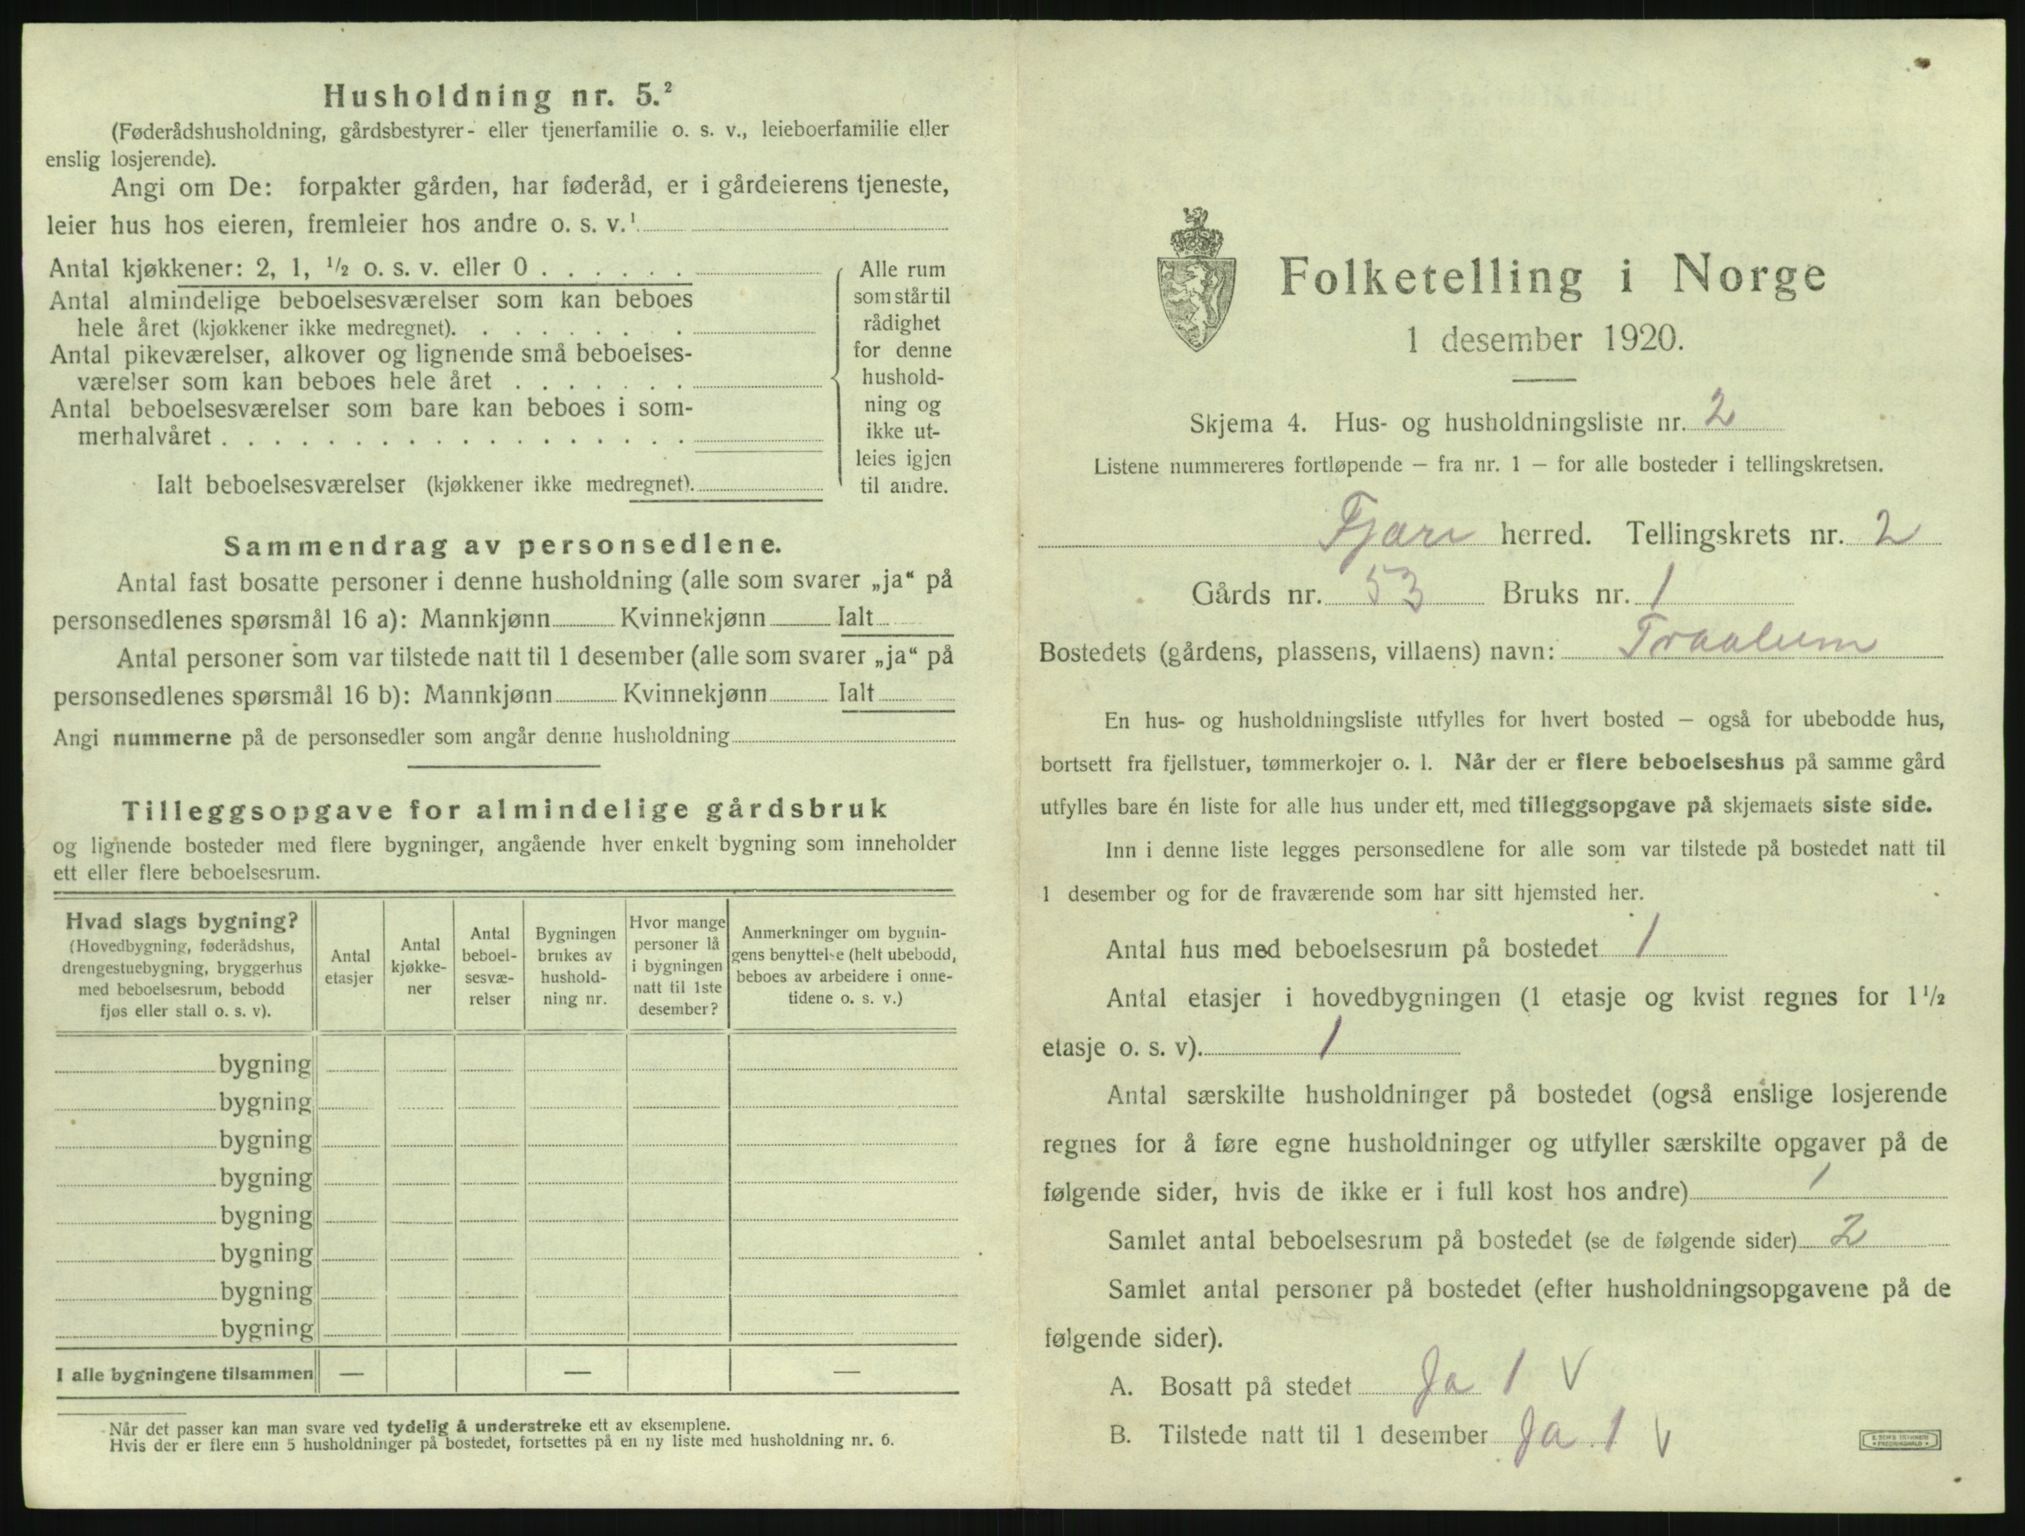 Husholdning nr. 5.²
(Føderådshusholdning, gårdsbestyrer- eller tjenerfamilie o. s. v., leieboerfamilie eller
enslig losjerende).
Angi om De: forpakter gården, har føderåd, er i gårdeierens tjeneste,
leier hus hos eieren, fremleier hos andre o. s. v.¹
Antal kjøkkener: 2, 1, ½ o. s. v. eller 0 . . . . . .
Antal almindelige beboelsesværelser som kan beboes
hele året (kjøkkener ikke medregnet). . . . . . . . .
Antal pikeværelser, alkover og lignende små beboelses-
værelser som kan beboes hele året . . . . . . .
Antal beboelsesværelser som bare kan beboes i som-
merhalvåret . . . . . . . . . . . . . . . . . .
Ialt beboelsesværelser (kjøkkener ikke medregnet).
Alle rum
som står til
rådighet
for denne
hushold-
ning og
ikke ut-
leies igjen
til andre.
Sammendrag av personsedlene.
Antal fast bosatte personer i denne husholdning (alle som svarer „ja“ på
personsedlenes spørsmål 16 a): Mannkjønn Kvinnekjønn Ialt
Antal personer som var tilstede natt til 1 desember (alle som svarer „ja“ på
personsedlenes spørsmål 16 b): Mannkjønn Kvinnekjønn Ialt
Angi nummerne på de personsedler som angår denne husholdning
Tilleggsopgave for almindelige gårdsbruk
og lignende bosteder med flere bygninger, angående hver enkelt bygning som inneholder
ett eller flere beboelsesrum.
Hvad slags bygning?
(Hovedbygning, føderådshus,
drengestuebygning, bryggerhus
med beboelsesrum, bebodd
fjøs eller stall o. s. v).
Antal
etasjer
Antal
kjøkke-
ner
Antal
beboel-
sesvæ-
relser
Bygningen
brukes av
hushold-
ning nr.
Hvor mange
personer lå
i bygningen
natt til 1ste
desember?
Anmerkninger om bygnin-
gens benyttelse (helt ubebodd,
beboes av arbeidere i onne-
tidene o. s. v.)
bygning
bygning
bygning
bygning
bygning
bygning
bygning
bygning
I alle bygningene tilsammen — — —
Når det passer kan man svare ved tydelig å understreke ett av eksemplene.
Hvis der er flere enn 5 husholdninger på bostedet, fortsettes på en ny liste med husholdning nr. 6.
Folketelling i Norge
1 desember 1920.
Skjema 4. Hus- og husholdningsliste nr. 2
Listene nummereres fortløpende — fra nr. 1 — for alle bosteder i tellingskretsen.
Fjære herred. Tellingskrets nr. 2
Gårds nr. 53 Bruks nr. 1
Bostedets (gårdens, plassens, villaens) navn: Traalum
En hus- og husholdningsliste utfylles for hvert bosted — også for ubebodde hus,
bortsett fra fjellstuer, tømmerkojer o. l. Når der er flere beboelseshus på samme gård
utfylles bare én liste for alle hus under ett, med tilleggsopgave på skjemaets siste side.
Inn i denne liste legges personsedlene for alle som var tilstede på bostedet natt til
1 desember og for de fraværende som har sitt hjemsted her.
Antal hus med beboelsesrum på bostedet 1
Antal etasjer i hovedbygningen (1 etasje og kvist regnes for 1½
etasje o. s. v). 1
Antal særskilte husholdninger på bostedet (også enslige losjerende
regnes for å føre egne husholdninger og utfyller særskilte opgaver på de
følgende sider, hvis de ikke er i full kost hos andre) 1
Samlet antal beboelsesrum på bostedet (se de følgende sider) 2
Samlet antal personer på bostedet (efter husholdningsopgavene på de
følgende sider).
A. Bosatt på stedet Ja 1 V
B. Tilstede natt til 1 desember Ja 1 V